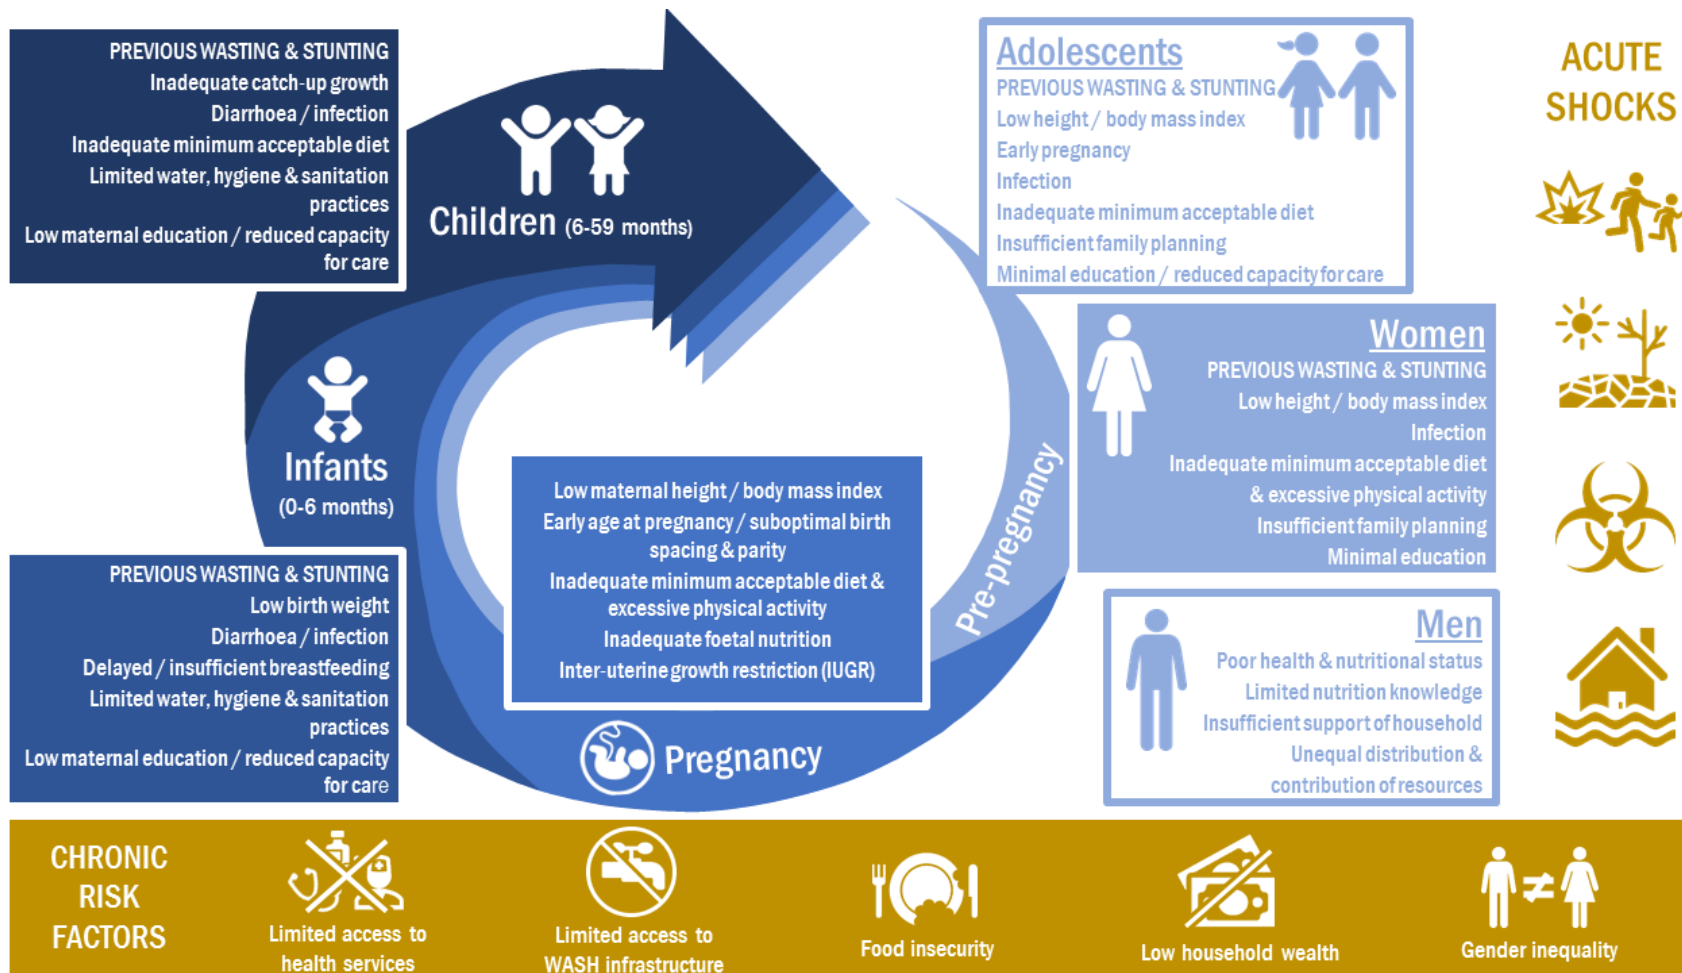 PREVIOUS WASTING & STUNTING
Inadequate catch-up growth
Diarrhoea / infection
Inadequate minimum acceptable diet
Limited water, hygiene & sanitation
practices
Low maternal education / reduced capacity
for care
Children (6-59 months)
Infants
(0-6 months)
PREVIOUS WASTING & STUNTING
Low birth weight
Diarrhoea / infection
Delayed / insufficient breastfeeding
Limited water, hygiene & sanitation
practices
Low maternal education / reduced capacity
for care
Low maternal height / body mass index
Early age at pregnancy / suboptimal birth
spacing & parity
Inadequate minimum acceptable diet &
excessive physical activity
Inadequate foetal nutrition
Inter-uterine growth restriction (IUGR)
Pregnancy
Pre-pregnancy
Adolescents
PREVIOUS WASTING & STUNTING
Low height / body mass index
Early pregnancy
Infection
Inadequate minimum acceptable diet
Insufficient family planning
Minimal education / reduced capacity for care
Women
PREVIOUS WASTING & STUNTING
Low height / body mass index
Infection
Inadequate minimum acceptable diet
& excessive physical activity
Insufficient family planning
Minimal education
Men
Poor health & nutritional status
Limited nutrition knowledge
Insufficient support of household
Unequal distribution &
contribution of resources
ACUTE
SHOCKS
CHRONIC
RISK
FACTORS
Limited access to
health services
Limited access to
WASH infrastructure
Food insecurity
Low household wealth
Gender inequality